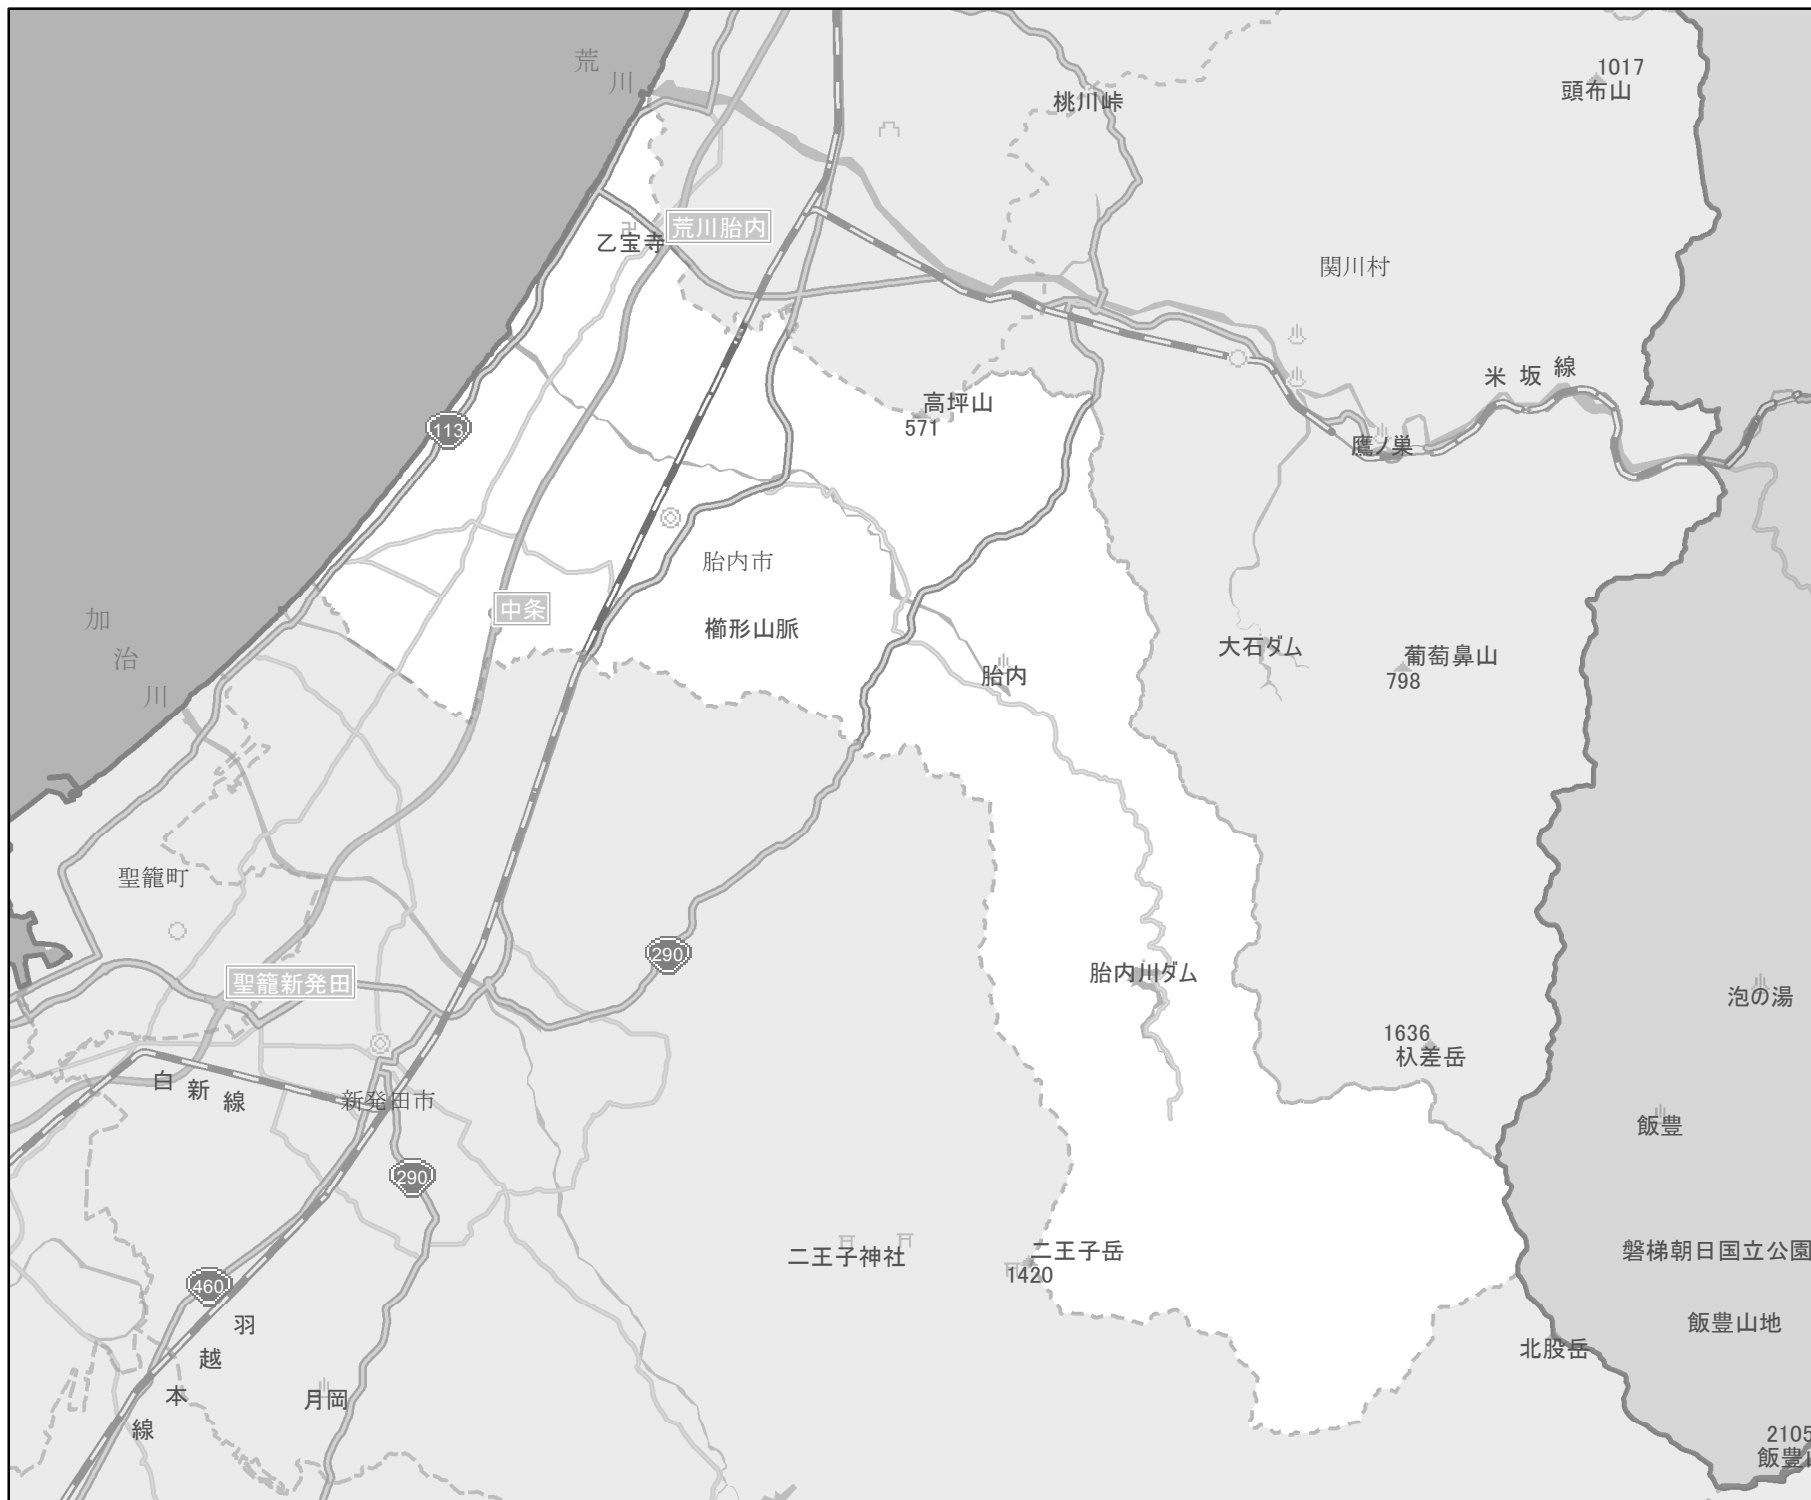 荒川
1017
頭布山
桃川峠
荒川胎内
乙宝寺
関川村
米坂線
高坪山
571
113
鷹ノ巣
胎内市
中条
加治川
櫛形山脈
大石ダム
葡萄鼻山
798
胎内
聖籠町
290
聖籠新発田
胎内川ダム
泡の湯
1636
杁差岳
白新線
新発田市
飯豊
290
二王子神社
二王子岳
1420
磐梯朝日国立公園
460
羽越本線
飯豊山地
北股岳
月岡
2105
飯豊山